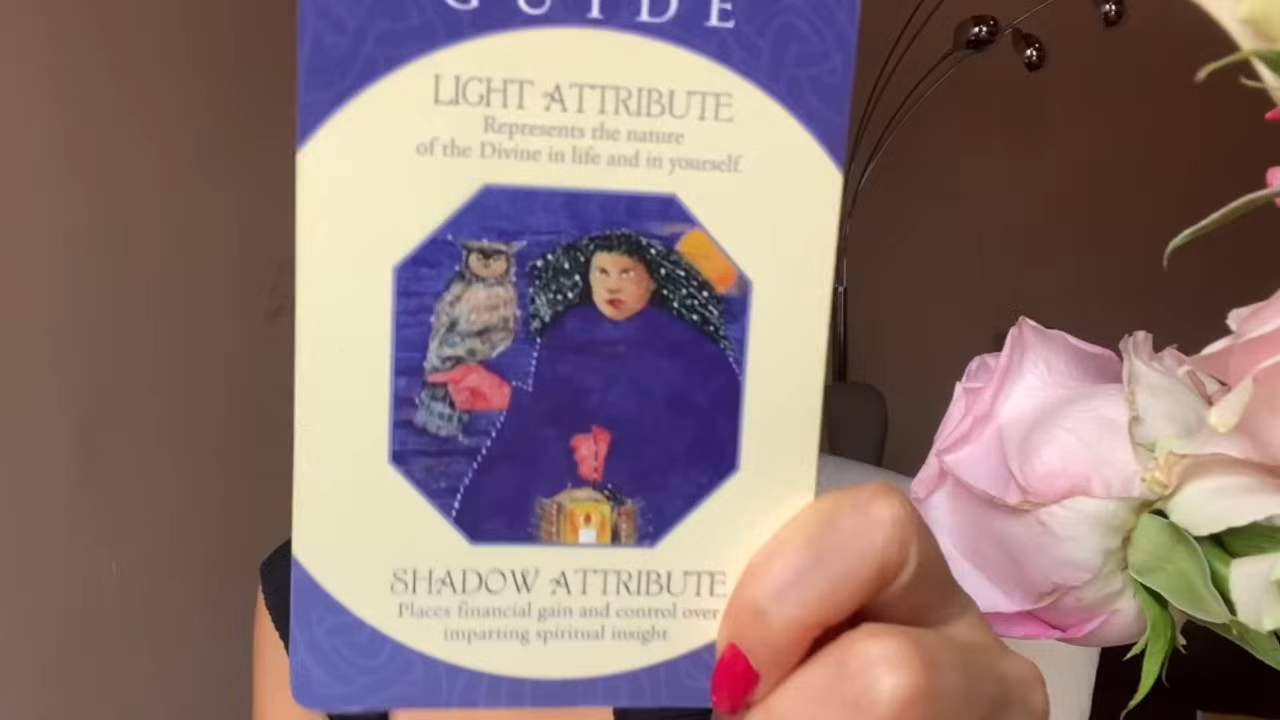 GUIDE
LIGHT ATTRIBUTE
Represents the nature
of the Divine in life and in yourself.
SHADOW ATTRIBUTE
Places financial gain and control over
imparting spiritual insight.